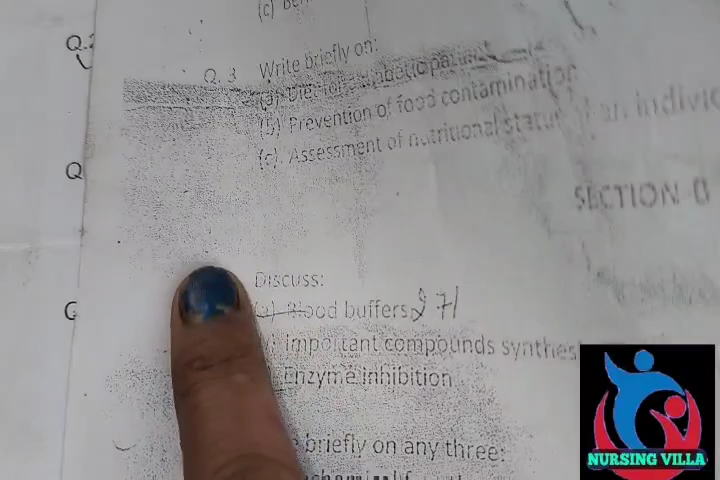 (c)
Q.2
Q. 3 Write briefly on:
(a) Diet for diabetic patient
(b) Prevention of food contamination
(c) Assessment of nutritional status an individ
SECTION-B
Q
Discuss:
Q
(a) Blood buffers 271
Important compounds synthes
Enzyme inhibition
briefly on any three:
NURSING VILLA